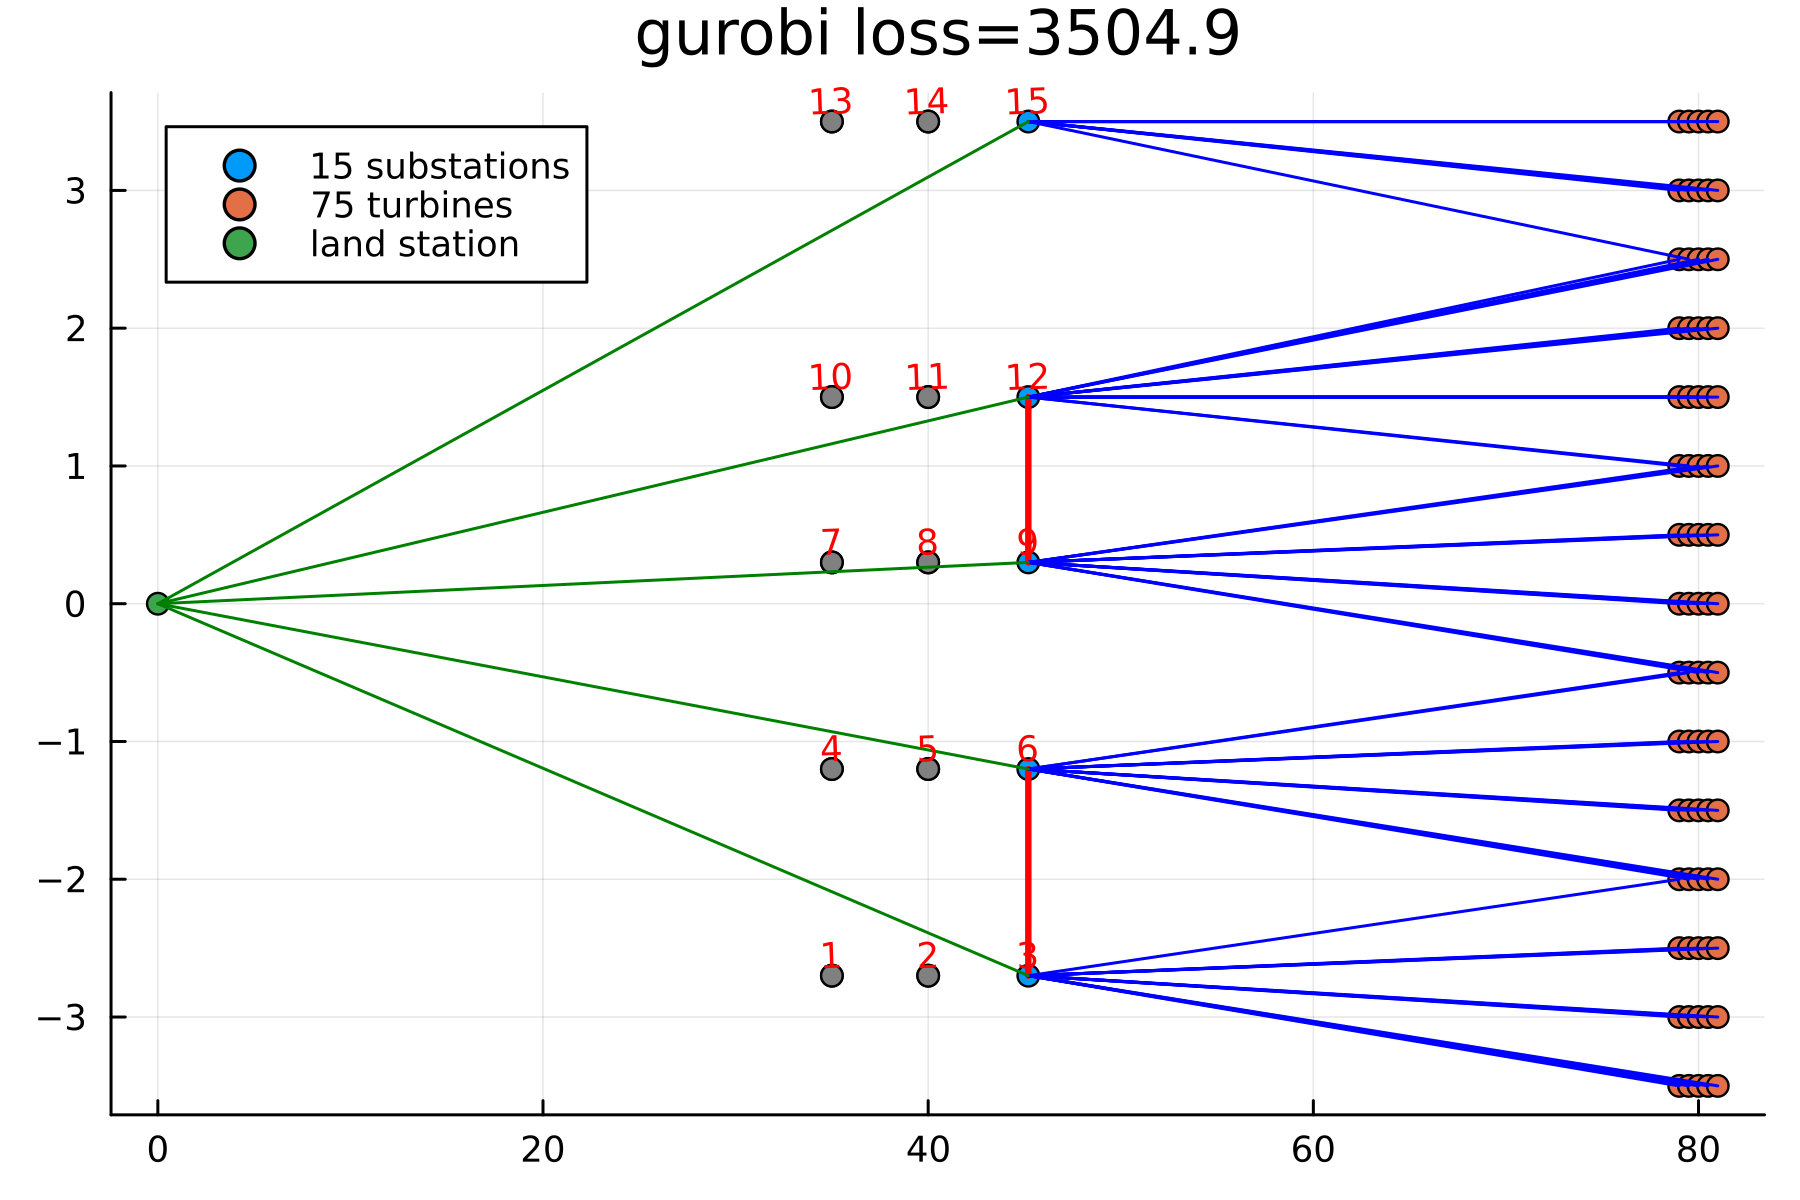 gurobi loss=3504.9
13 14 15
15 substations
75 turbines
land station
3
2
10 11 12
1
7 8 9
0
−1
4 5 6
−2
1 2 3
−3
0 20 40 60 80